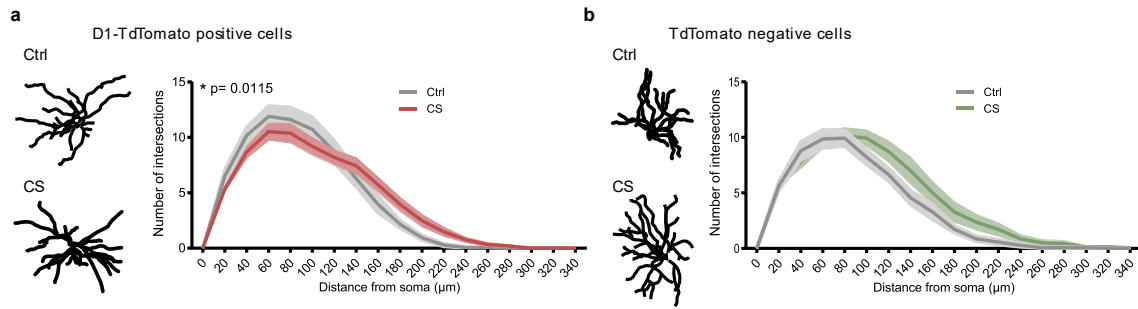 a
D1-TdTomato positive cells
Ctrl
CS
* p= 0.0115
Ctrl
CS
Number of intersections
15
10
5
0
0 20 40 60 80 100 120 140 160 180 200 220 240 260 280 300 320 340
Distance from soma (µm)
b
TdTomato negative cells
Ctrl
CS
Ctrl
CS
Number of intersections
15
10
5
0
0 20 40 60 80 100 120 140 160 180 200 220 240 260 280 300 320 340
Distance from soma (µm)